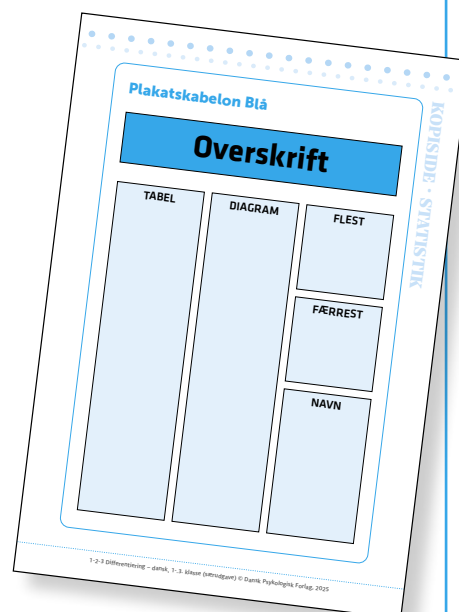 Plakatskabelon Blå
Overskrift
TABEL
DIAGRAM
FLEST
FÆRREST
NAVN
KOPISIDE · STATISTIK
1-2-3 Differentiering – dansk, 1.-3. klasse (særudgave) © Dansk Psykologisk Forlag, 2025